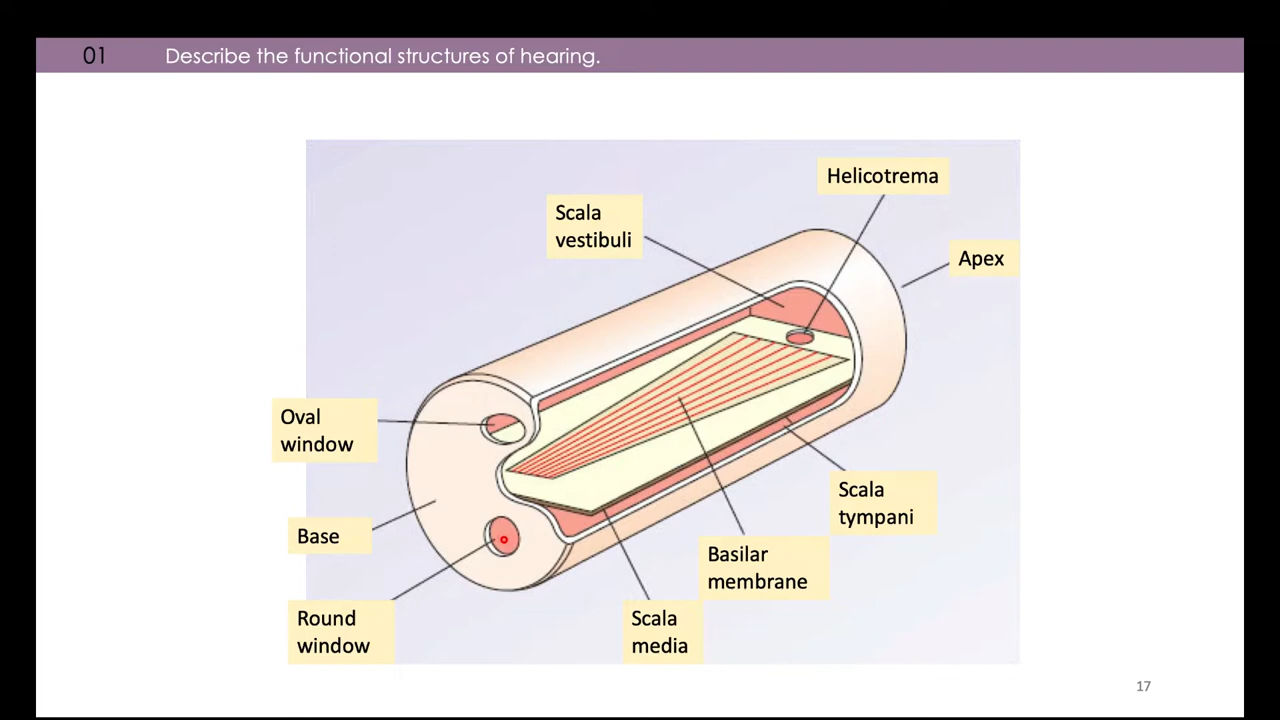 01
Describe the functional structures of hearing.
Helicotrema
Scala
vestibuli
Apex
Oval
window
Scala
tympani
Base
Basilar
membrane
Round
window
Scala
media
17